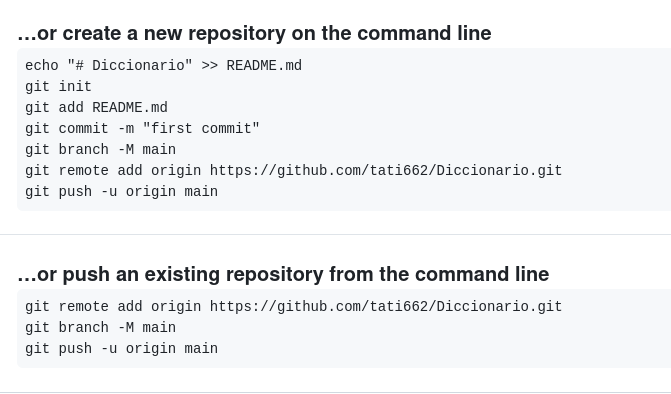 ...or create a new repository on the command line
echo "# Diccionario" >> README.md
git init
git add README.md
git commit -m "first commit"
git branch -M main
git remote add origin https://github.com/tati662/Diccionario.git
git push -u origin main
...or push an existing repository from the command line
git remote add origin https://github.com/tati662/Diccionario.git
git branch -M main
git push -u origin main